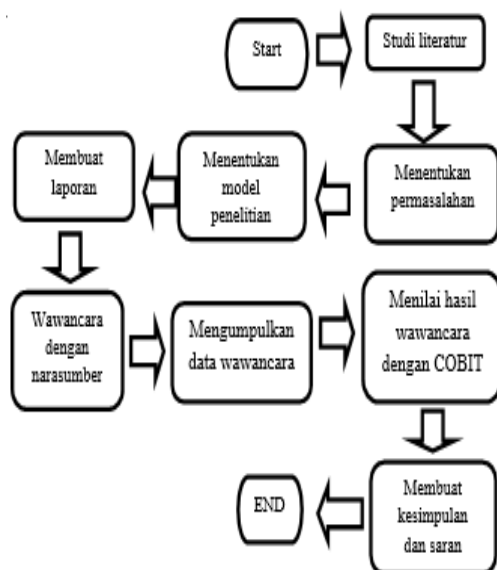 Start
Studi literatur
Menentukan
permasalahan
Menentukan
model
penelitian
Membuat
laporan
Wawancara
dengan
narasumber
Mengumpulkan
data wawancara
Menilai hasil
wawancara
dengan COBIT
Membuat
kesimpulan
dan saran
END